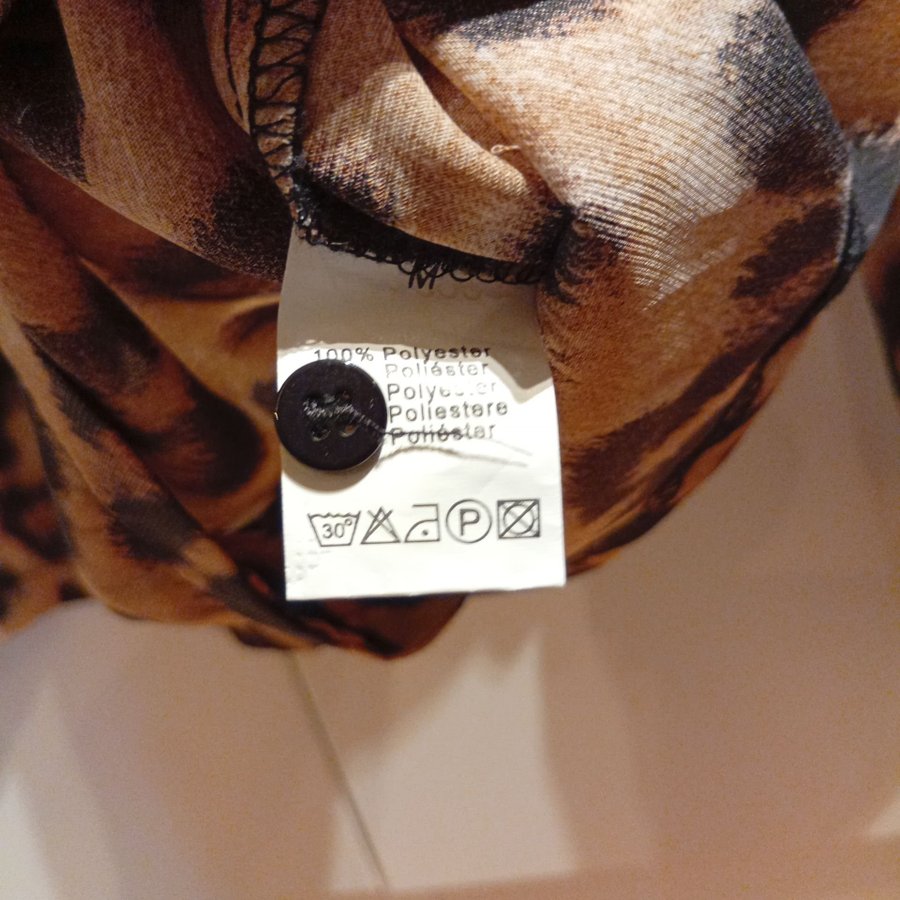 100% Polyester
Poliéster
Polyester
Poliestere
Poliéster
30° P